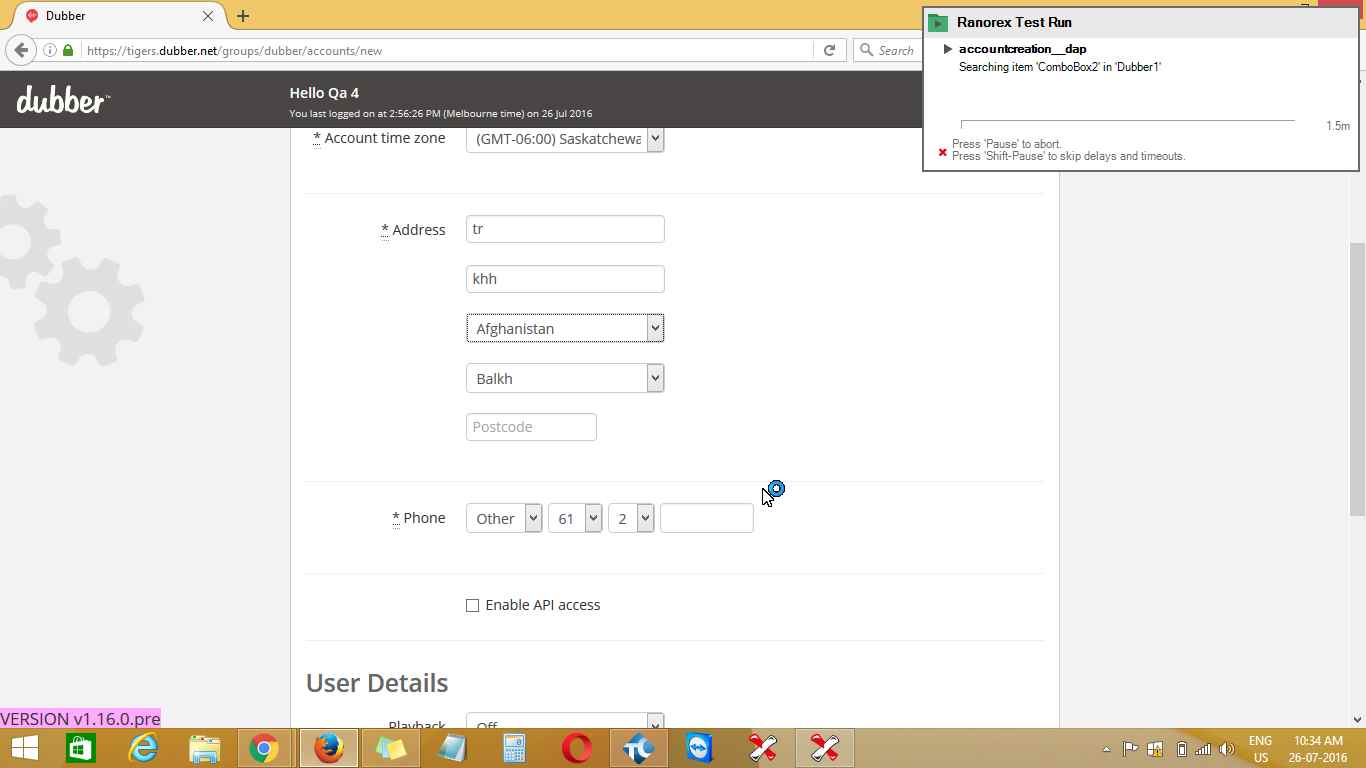 Dubber
https://tigers.dubber.net/groups/dubber/accounts/new
Search
Ranorex Test Run
accountcreation__dap
Searching item 'ComboBox2' in 'Dubber1'
1.5m
Press 'Pause' to abort.
Press 'Shift-Pause' to skip delays and timeouts.
dubber™
Hello Qa 4
You last logged on at 2:56:26 PM (Melbourne time) on 26 Jul 2016
* Account time zone
(GMT-06:00) Saskatchewa
* Address
tr
khh
Afghanistan
Balkh
Postcode
* Phone
Other
61
2
Enable API access
User Details
Playback
Off
VERSION v1.16.0.pre
ENG
US
10:34 AM
26-07-2016